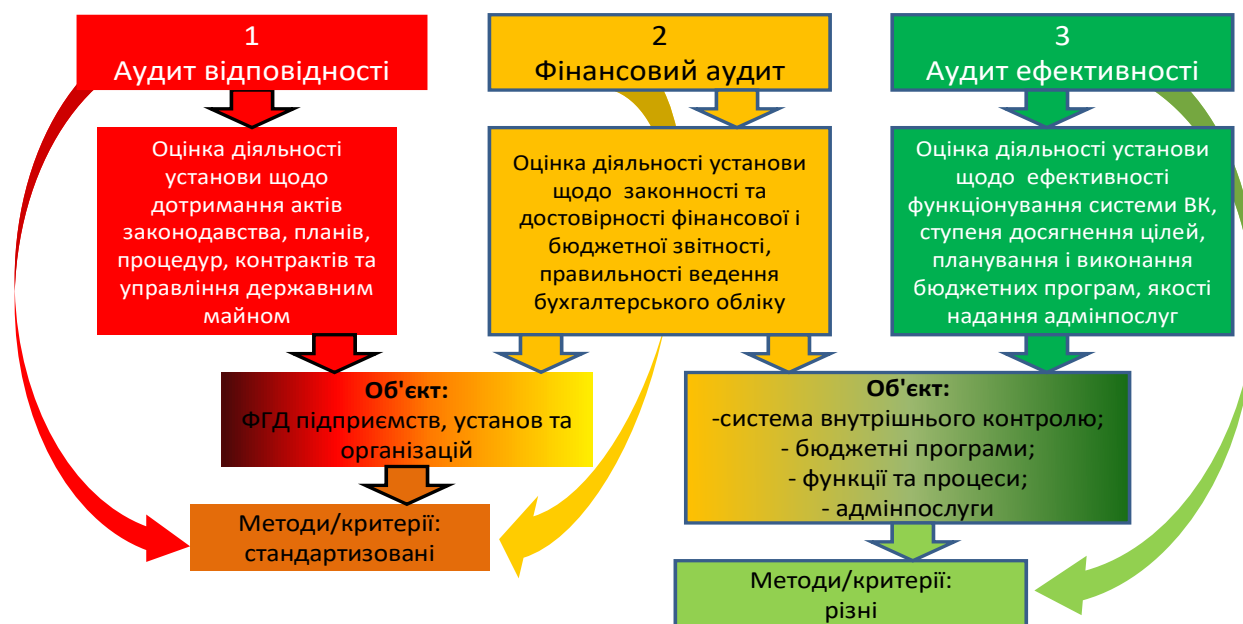 1
Аудит відповідності
2
Фінансовий аудит
3
Аудит ефективності
Оцінка діяльності
установи щодо
дотримання актів
законодавства, планів,
процедур, контрактів та
управління державним
майном
Оцінка діяльності установи
щодо законності та
достовірності фінансової і
бюджетної звітності,
правильності ведення
бухгалтерського обліку
Оцінка діяльності установи
щодо ефективності
функціонування системи ВК,
ступеня досягнення цілей,
планування і виконання
бюджетних програм, якості
надання адмінпослуг
Об'єкт:
ФГД підприємств, установ та
організацій
Об'єкт:
-система внутрішнього контролю;
- бюджетні програми;
- функції та процеси;
- адмінпослуги
Методи/критерії:
стандартизовані
Методи/критерії:
різні